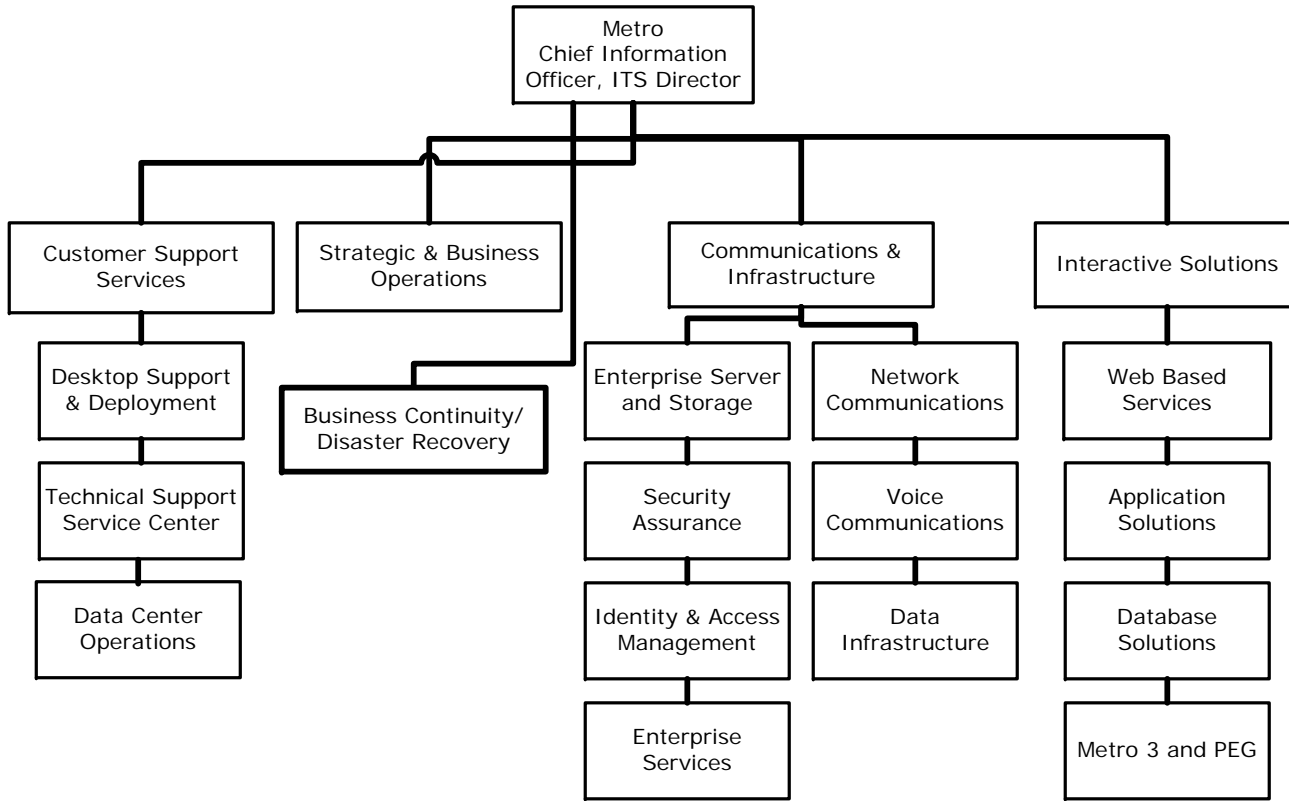 Metro
Chief Information
Officer, ITS Director
Customer Support
Services
Strategic & Business
Operations
Communications &
Infrastructure
Interactive Solutions
Desktop Support
& Deployment
Business Continuity/
Disaster Recovery
Enterprise Server
and Storage
Network
Communications
Web Based
Services
Technical Support
Service Center
Security
Assurance
Voice
Communications
Application
Solutions
Data Center
Operations
Identity & Access
Management
Data
Infrastructure
Database
Solutions
Enterprise
Services
Metro 3 and PEG